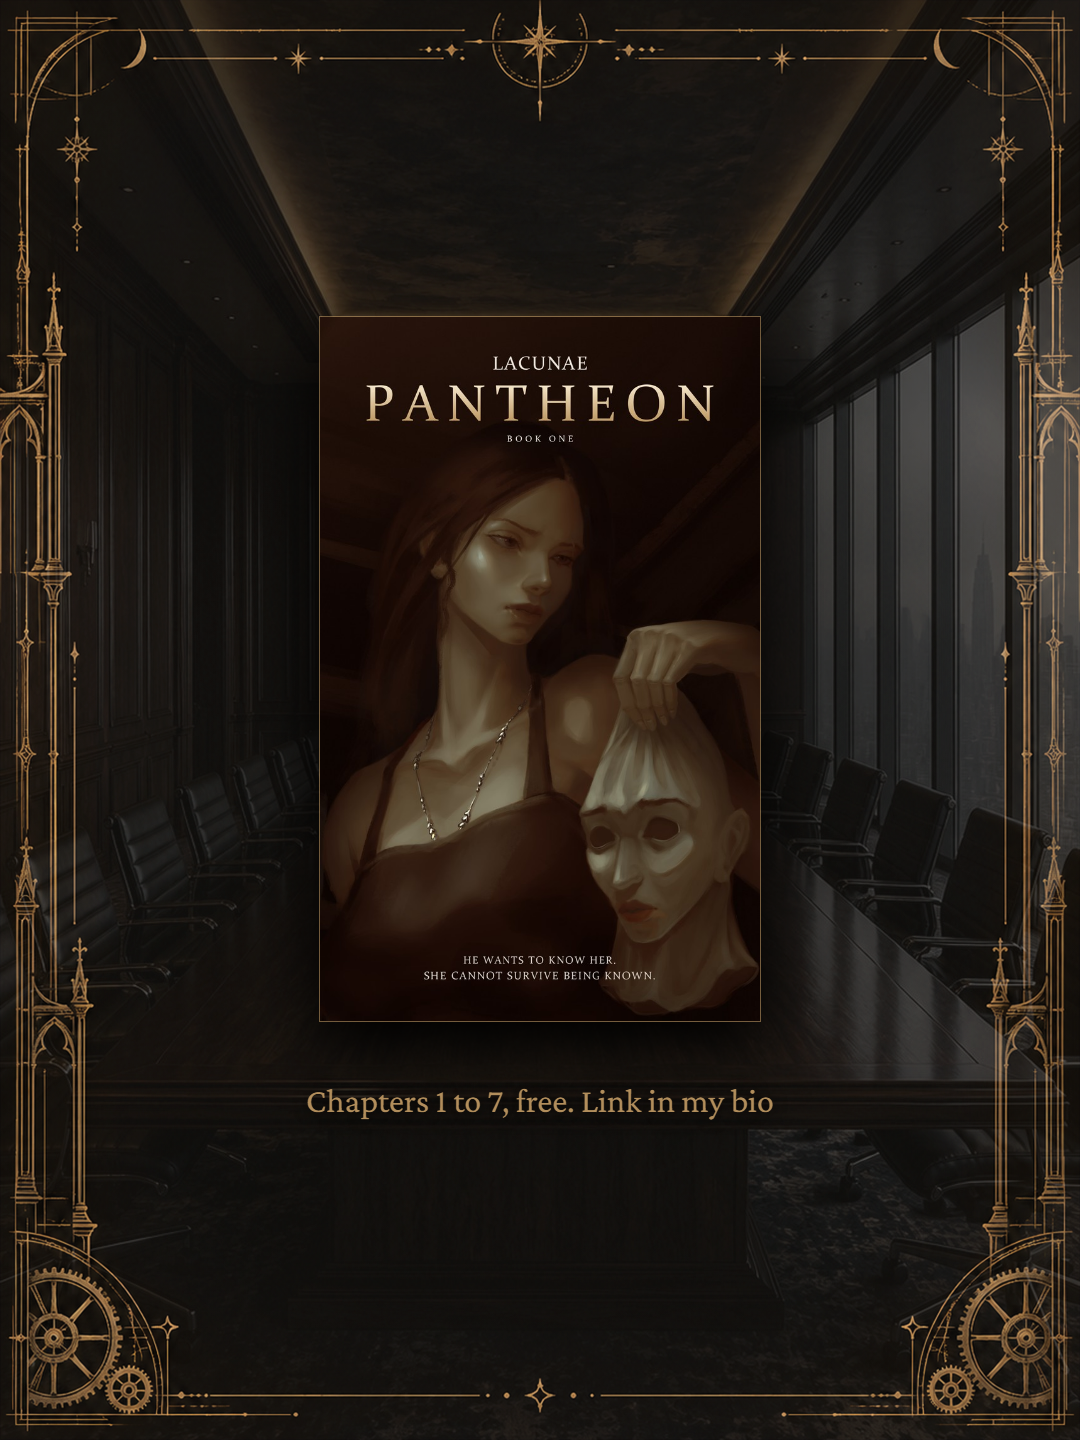 LACUNAE
PANTHEON
BOOK ONE
HE WANTS TO KNOW HER.
SHE CANNOT SURVIVE BEING KNOWN.
Chapters 1 to 7, free. Link in my bio